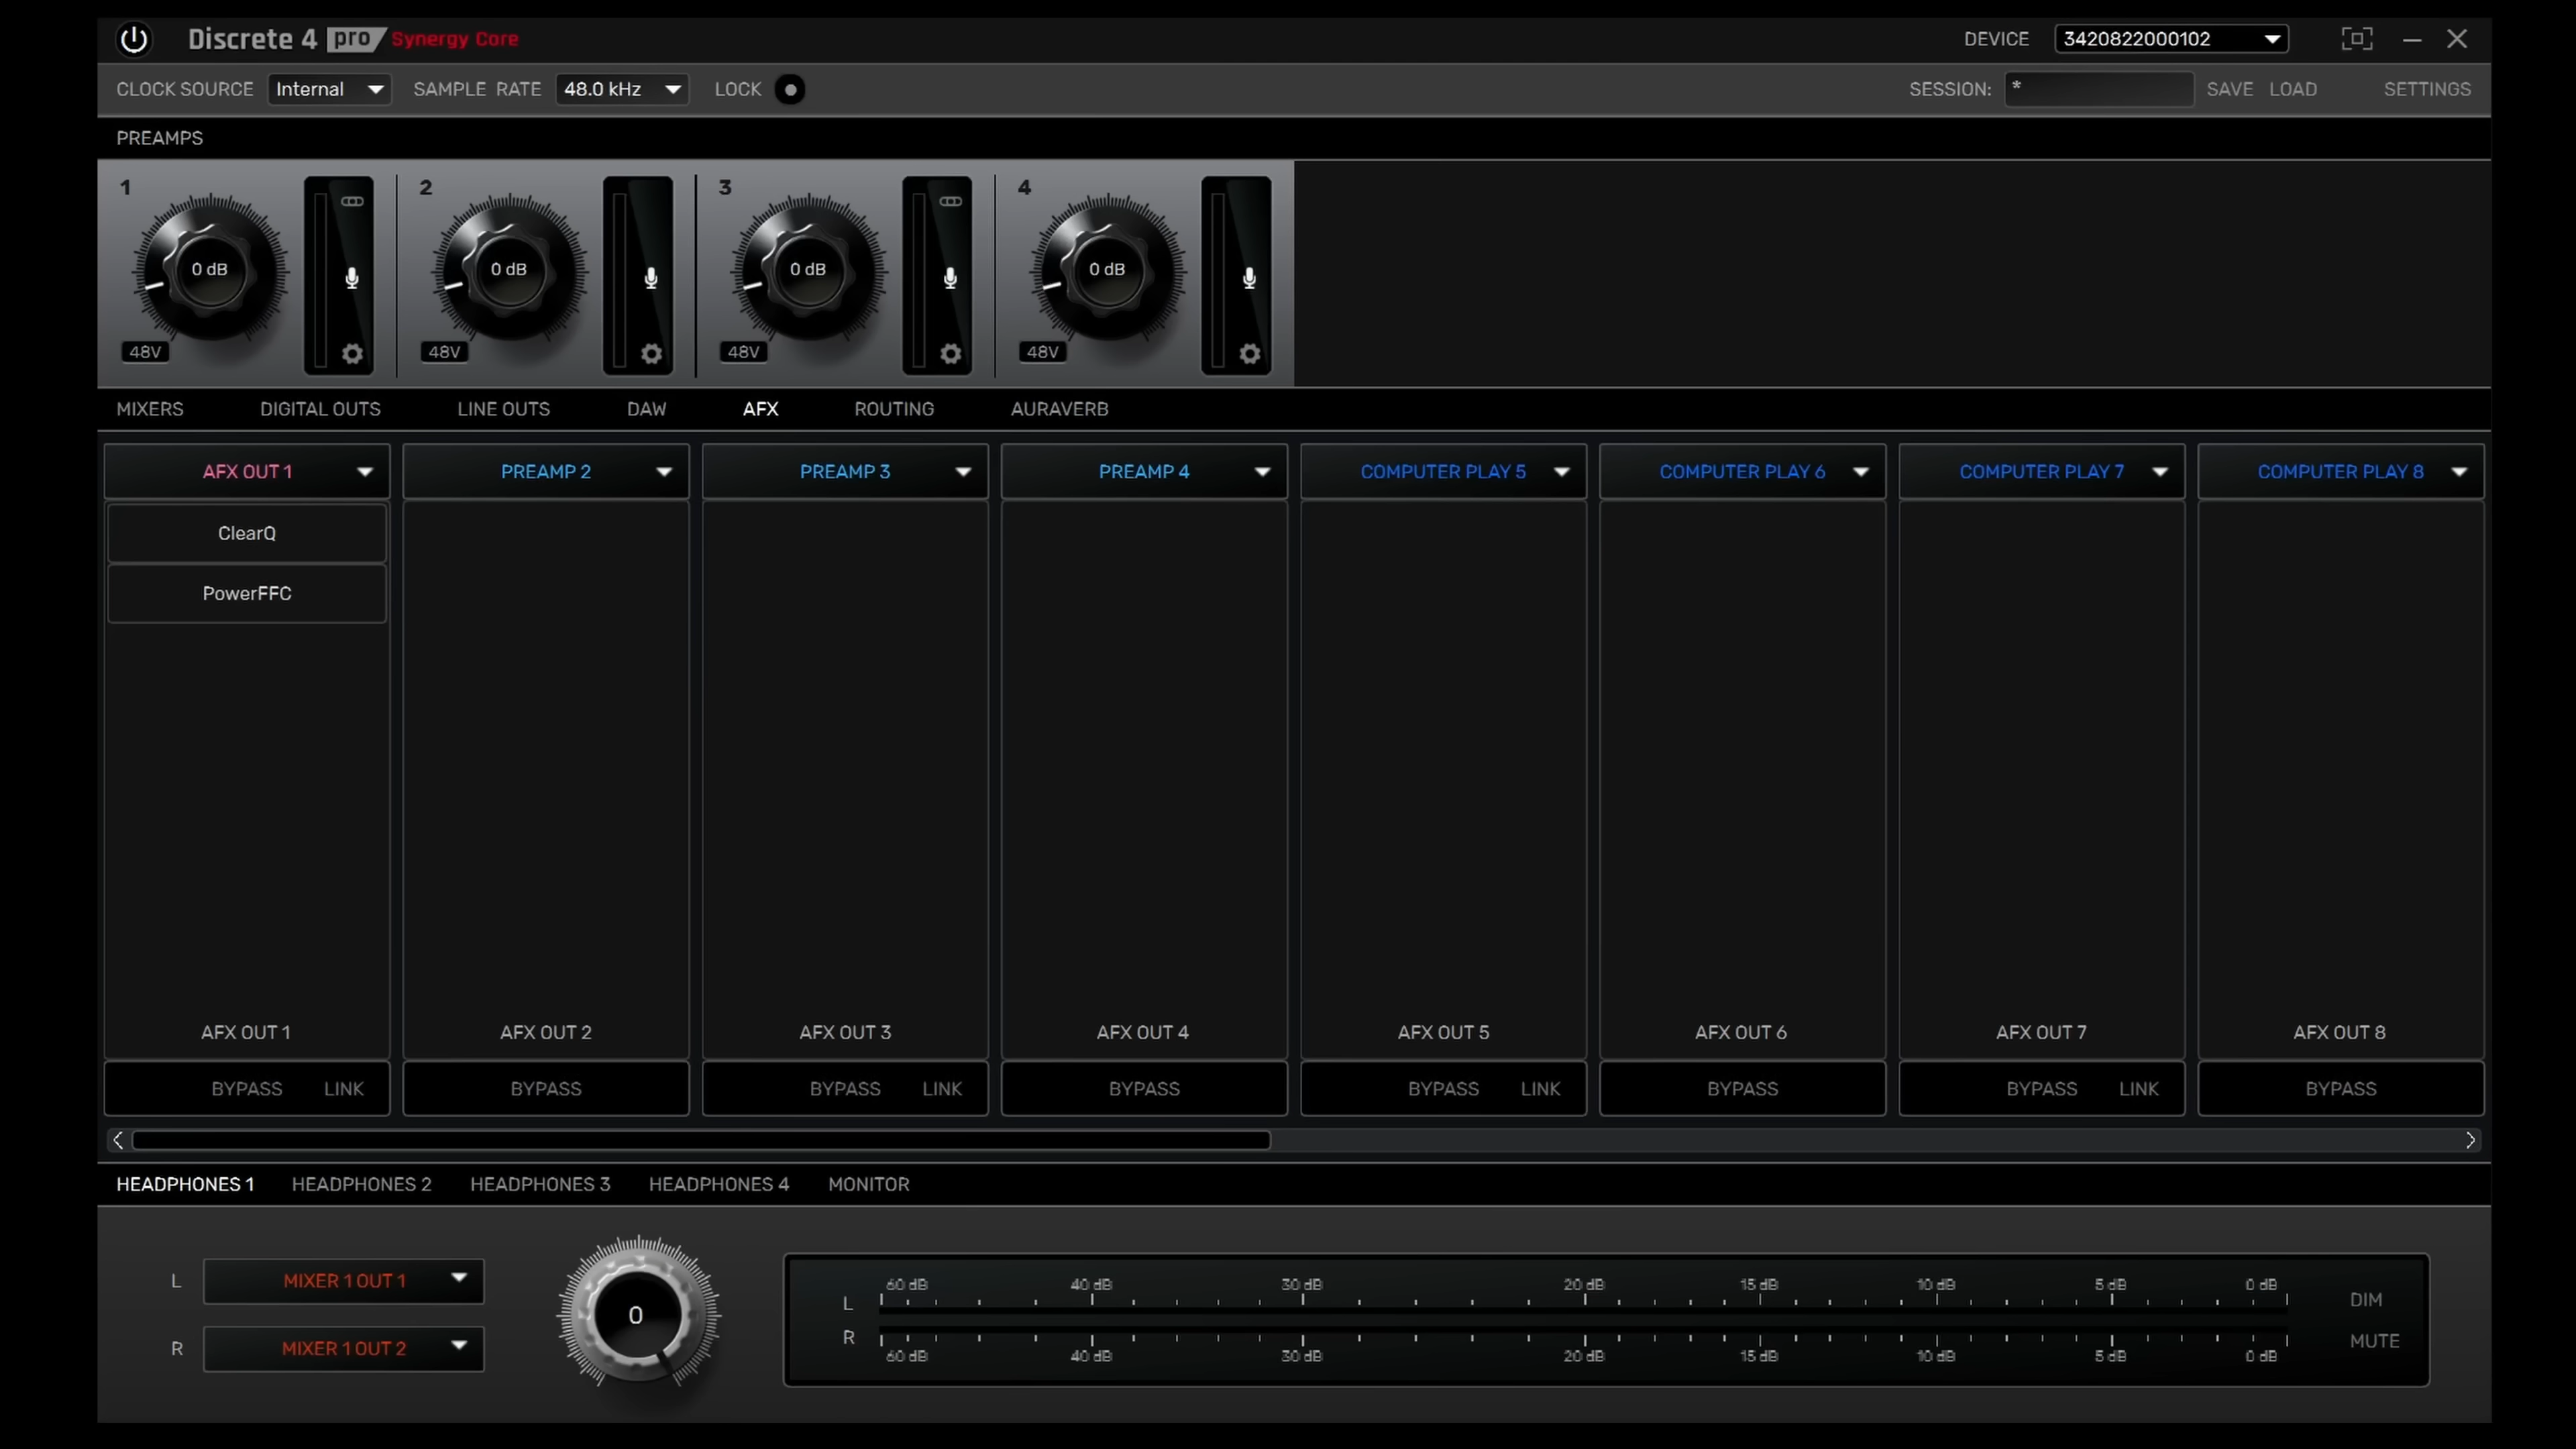 Discrete 4 pro Synergy Core DEVICE 3420822000102
CLOCK SOURCE Internal SAMPLE RATE 48.0 kHz LOCK SESSION: * SAVE LOAD SETTINGS
PREAMPS
1 2 3 4
0 dB 0 dB 0 dB 0 dB
48V 48V 48V 48V
MIXERS DIGITAL OUTS LINE OUTS DAW AFX ROUTING AURAVERB
AFX OUT 1 PREAMP 2 PREAMP 3 PREAMP 4 COMPUTER PLAY 5 COMPUTER PLAY 6 COMPUTER PLAY 7 COMPUTER PLAY 8
ClearQ
PowerFFC
AFX OUT 1 AFX OUT 2 AFX OUT 3 AFX OUT 4 AFX OUT 5 AFX OUT 6 AFX OUT 7 AFX OUT 8
BYPASS LINK BYPASS BYPASS LINK BYPASS BYPASS LINK BYPASS BYPASS LINK BYPASS
HEADPHONES 1 HEADPHONES 2 HEADPHONES 3 HEADPHONES 4 MONITOR
L MIXER 1 OUT 1
R MIXER 1 OUT 2
0
60 dB 40 dB 30 dB 20 dB 15 dB 10 dB 5 dB 0 dB
L DIM
R MUTE
60 dB 40 dB 30 dB 20 dB 15 dB 10 dB 5 dB 0 dB